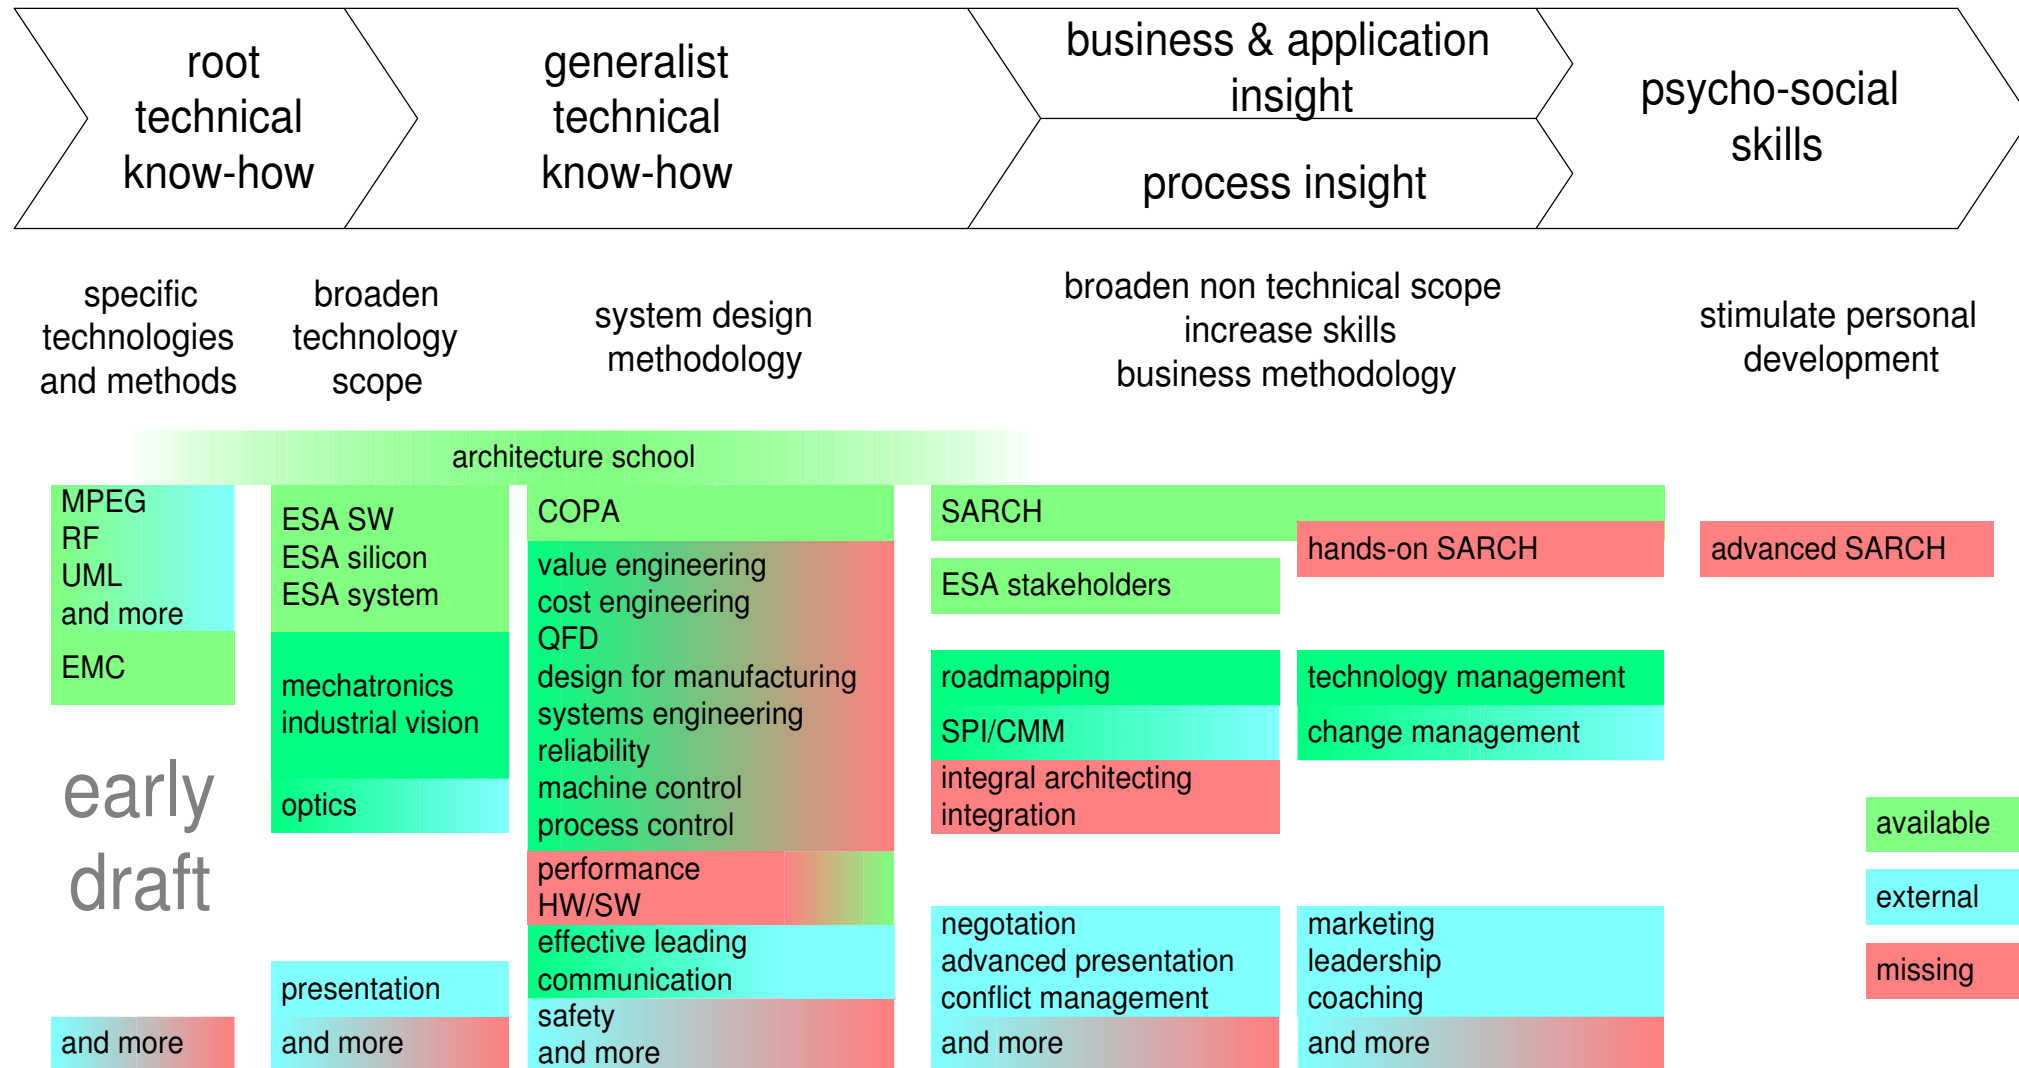 root
technical
know-how
generalist
technical
know-how
business & application
insight
process insight
psycho-social
skills
specific
technologies
and methods
broaden
technology
scope
system design
methodology
broaden non technical scope
increase skills
business methodology
stimulate personal
development
architecture school
MPEG
RF
UML
and more
EMC
early
draft
and more
ESA SW
ESA silicon
ESA system
mechatronics
industrial vision
optics
presentation
and more
COPA
value engineering
cost engineering
QFD
design for manufacturing
systems engineering
reliability
machine control
process control
performance
HW/SW
effective leading
communication
safety
and more
SARCH
ESA stakeholders
roadmapping
SPI/CMM
integral architecting
integration
negotation
advanced presentation
conflict management
and more
hands-on SARCH
technology management
change management
marketing
leadership
coaching
and more
advanced SARCH
available
external
missing